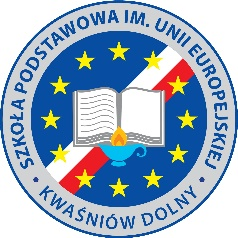 SZKOŁA PODSTAWOWA IM. UNII EUROPEJSKIEJ
• KWAŚNIÓW DOLNY •